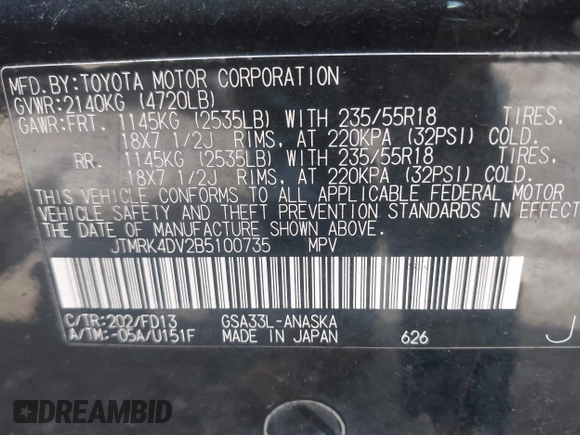 MFD.BY:TOYOTA MOTOR CORPORATION
GVWR:2140KG (4720LB)
GAWR:FRT. 1145KG (2535LB) WITH 235/55R18 TIRES,
18X7 1/2J RIMS, AT 220KPA (32PSI) COLD.
RR. 1145KG (2535LB) WITH 235/55R18 TIRES,
18X7 1/2J RIMS, AT 220KPA (32PSI) COLD.
THIS VEHICLE CONFORMS TO ALL APPLICABLE FEDERAL MOTOR
VEHICLE SAFETY AND THEFT PREVENTION STANDARDS IN EFFECT
THE DATE OF MANUFACTURE SHOWN ABOVE.
JTMRK4DV2B5100735 MPV
C/TR:202/FD13 GSA33L-ANASKA
A/TM:-05A/U151F MADE IN JAPAN 626 J
DREAMBID